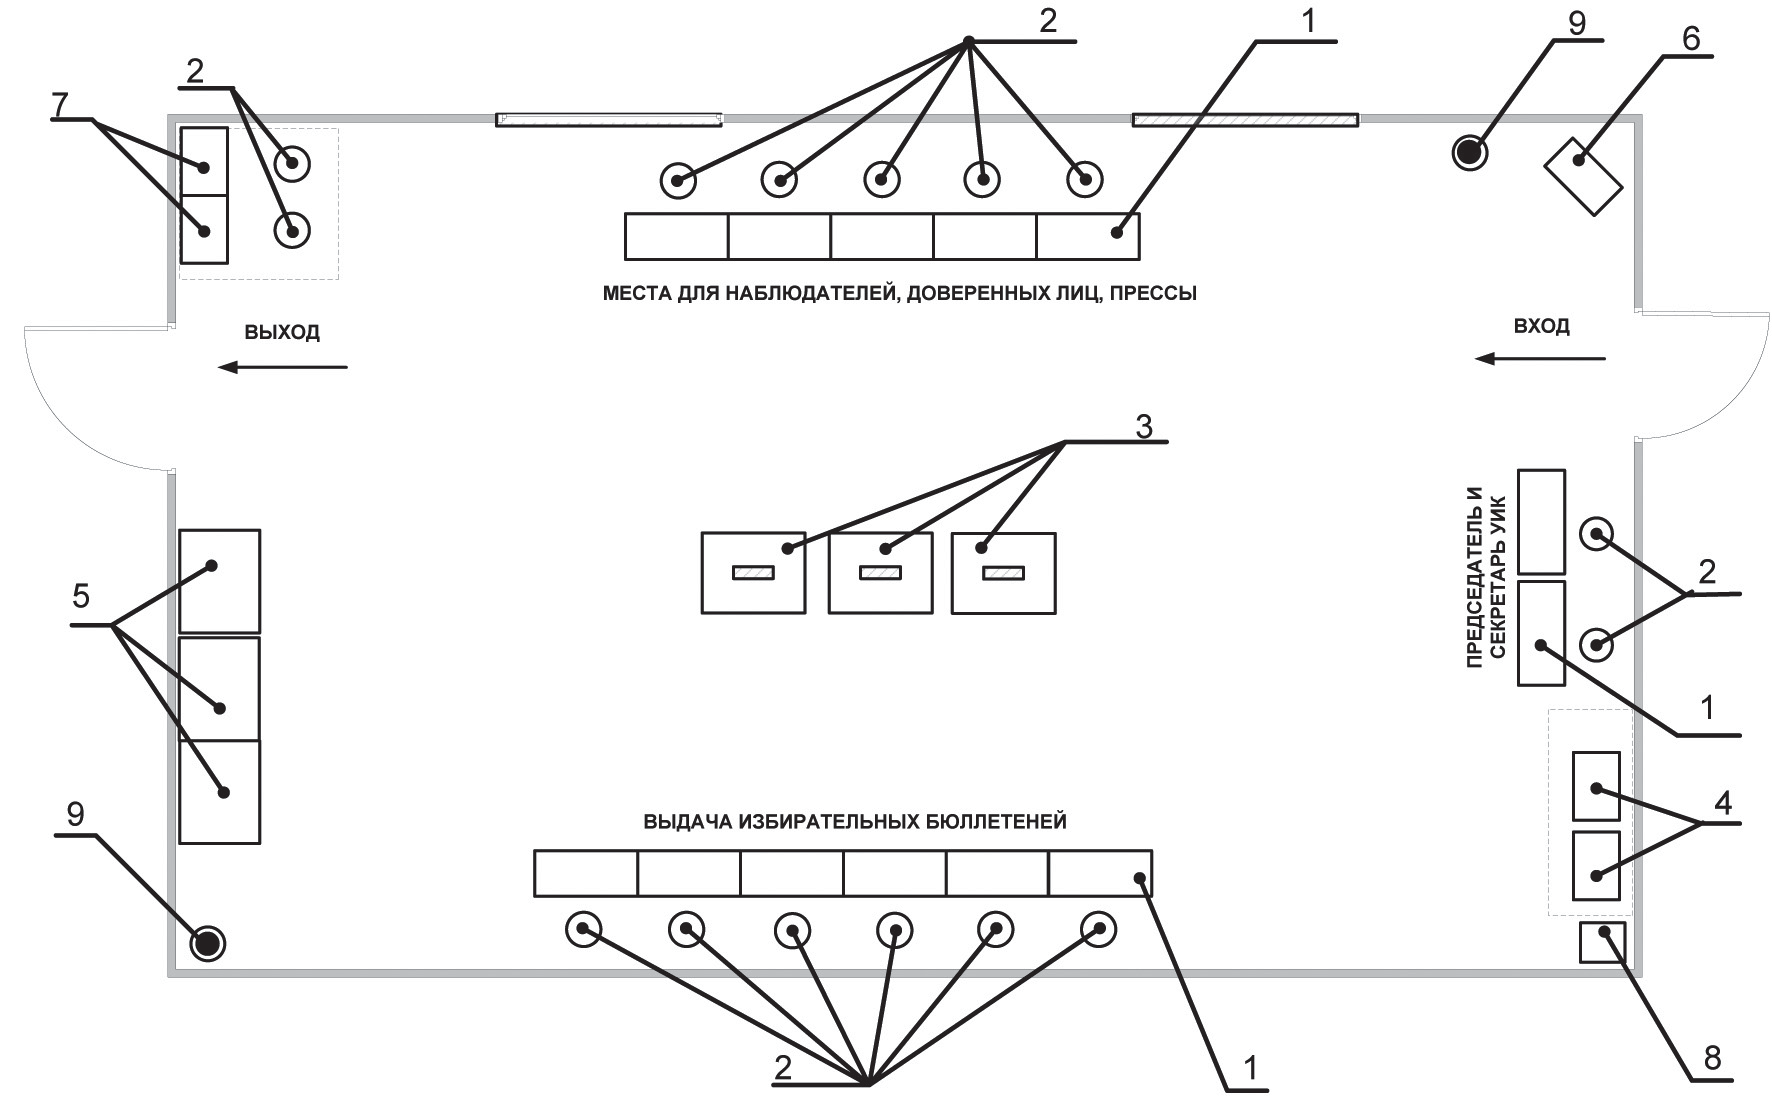 2
1
9
6
2
7
МЕСТА ДЛЯ НАБЛЮДАТЕЛЕЙ, ДОВЕРЕННЫХ ЛИЦ, ПРЕССЫ
ВЫХОД
ВХОД
3
ПРЕДСЕДАТЕЛЬ И
СЕКРЕТАРЬ УИК
2
5
1
4
9
ВЫДАЧА ИЗБИРАТЕЛЬНЫХ БЮЛЛЕТЕНЕЙ
2
1
8